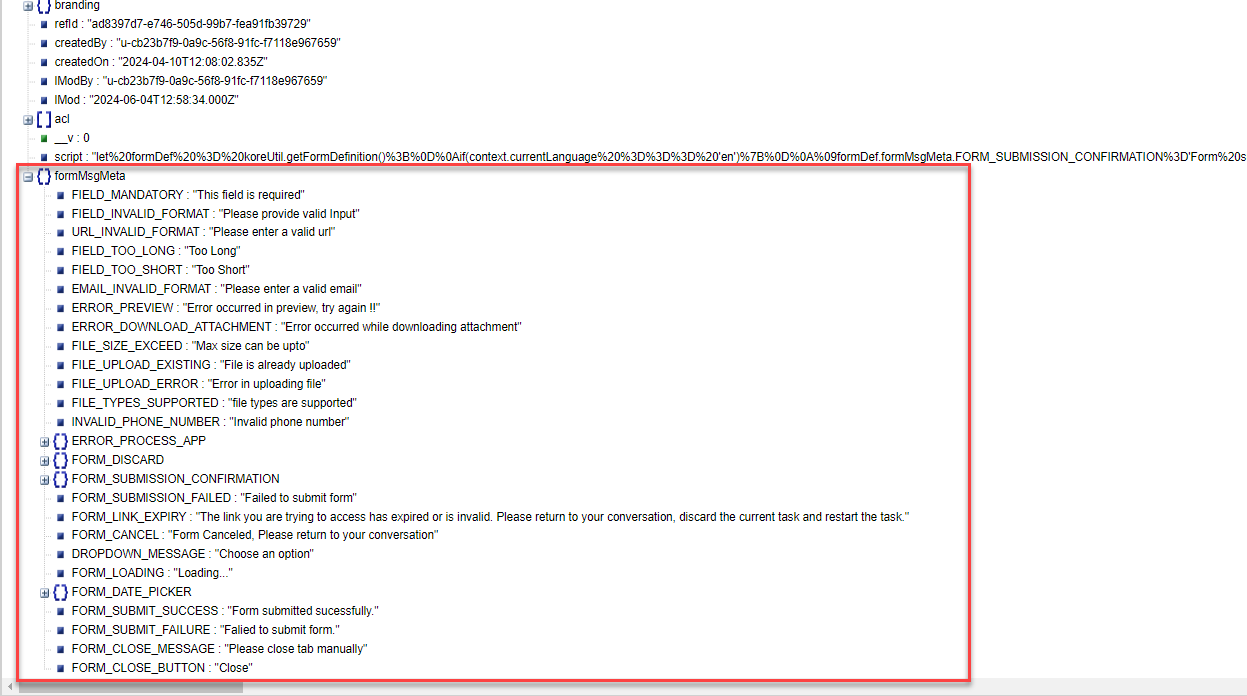 {} branding
refId : "ad8397d7-e746-505d-99b7-fea91fb39729"
createdBy : "u-cb23b7f9-0a9c-56f8-91fc-f7118e967659"
createdOn : "2024-04-10T12:08:02.835Z"
lModBy : "u-cb23b7f9-0a9c-56f8-91fc-f7118e967659"
lMod : "2024-06-04T12:58:34.000Z"
[] acl
__v : 0
script : "let%20formDef%20%3D%20koreUtil.getFormDefinition()%3B%0D%0Aif(context.currentLanguage%20%3D%3D%3D%20'en')%7B%0D%0A%09formDef.formMsgMeta.FORM_SUBMISSION_CONFIRMATION%3D'Form%20s
{} formMsgMeta
FIELD_MANDATORY : "This field is required"
FIELD_INVALID_FORMAT : "Please provide valid Input"
URL_INVALID_FORMAT : "Please enter a valid url"
FIELD_TOO_LONG : "Too Long"
FIELD_TOO_SHORT : "Too Short"
EMAIL_INVALID_FORMAT : "Please enter a valid email"
ERROR_PREVIEW : "Error occurred in preview, try again !!"
ERROR_DOWNLOAD_ATTACHMENT : "Error occurred while downloading attachment"
FILE_SIZE_EXCEED : "Max size can be upto"
FILE_UPLOAD_EXISTING : "File is already uploaded"
FILE_UPLOAD_ERROR : "Error in uploading file"
FILE_TYPES_SUPPORTED : "file types are supported"
INVALID_PHONE_NUMBER : "Invalid phone number"
{} ERROR_PROCESS_APP
{} FORM_DISCARD
{} FORM_SUBMISSION_CONFIRMATION
FORM_SUBMISSION_FAILED : "Failed to submit form"
FORM_LINK_EXPIRY : "The link you are trying to access has expired or is invalid. Please return to your conversation, discard the current task and restart the task."
FORM_CANCEL : "Form Canceled, Please return to your conversation"
DROPDOWN_MESSAGE : "Choose an option"
FORM_LOADING : "Loading..."
{} FORM_DATE_PICKER
FORM_SUBMIT_SUCCESS : "Form submitted sucessfully."
FORM_SUBMIT_FAILURE : "Falied to submit form."
FORM_CLOSE_MESSAGE : "Please close tab manually"
FORM_CLOSE_BUTTON : "Close"